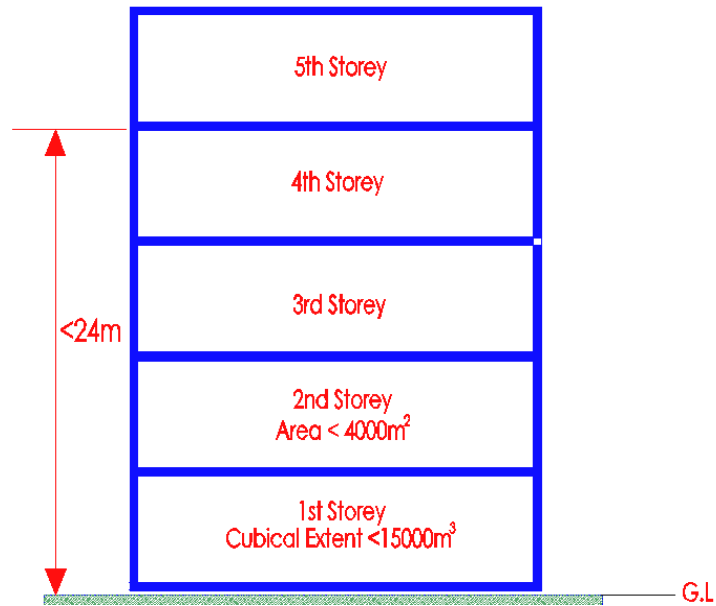 5th Storey
4th Storey
3rd Storey
<24m
2nd Storey
Area < 4000m²
1st Storey
Cubical Extent <15000m³
G.L